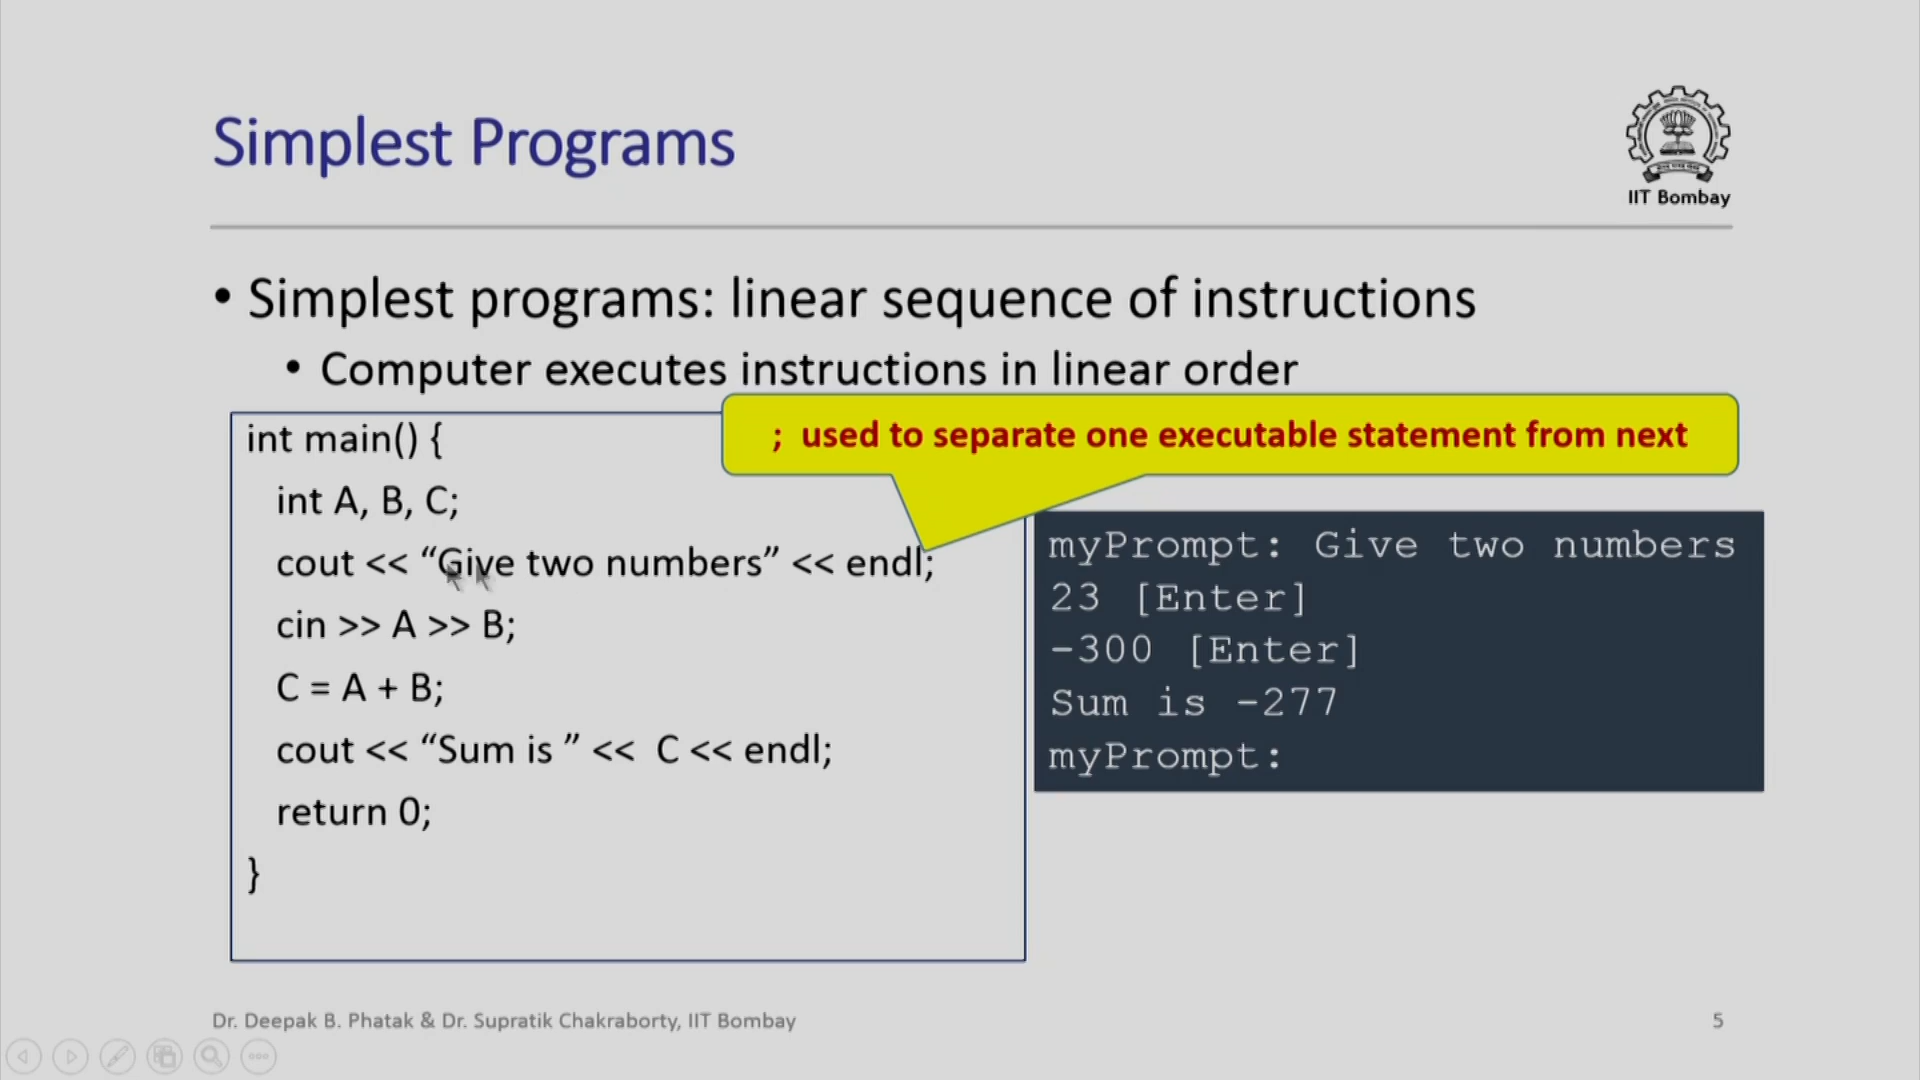 Simplest Programs
IIT Bombay
• Simplest programs: linear sequence of instructions
• Computer executes instructions in linear order
; used to separate one executable statement from next
int main() {
int A, B, C;
cout << “Give two numbers” << endl;
cin >> A >> B;
C = A + B;
cout << “Sum is ” << C << endl;
return 0;
}
myPrompt: Give two numbers
23 [Enter]
-300 [Enter]
Sum is -277
myPrompt:
Dr. Deepak B. Phatak & Dr. Supratik Chakraborty, IIT Bombay
5